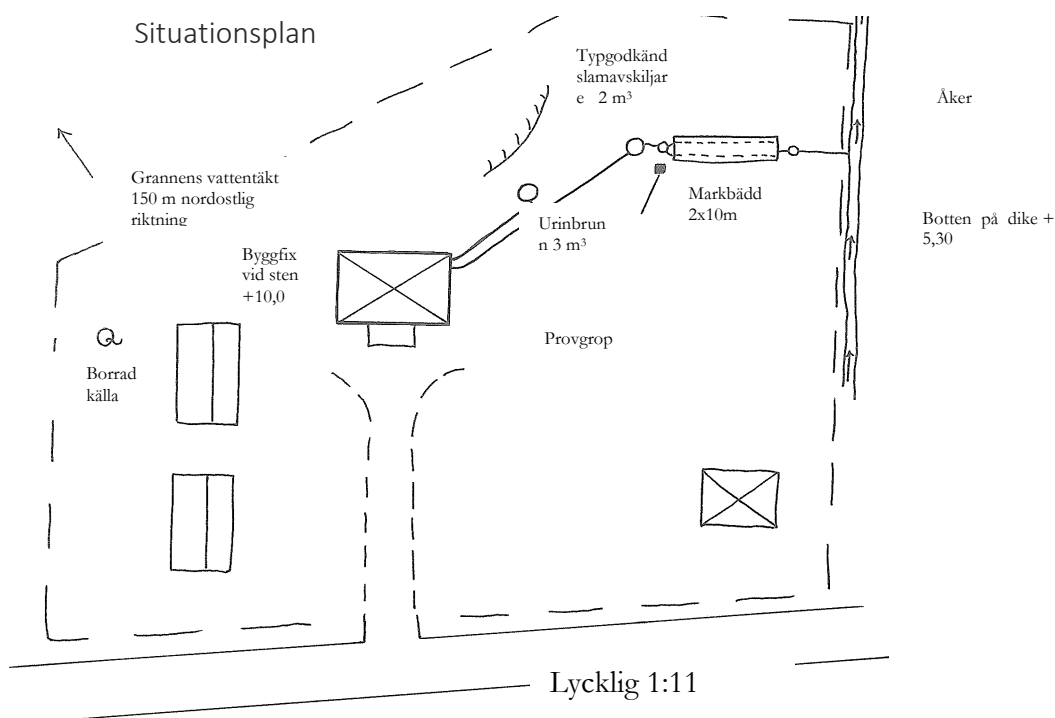 Situationsplan
Typgodkänd
slamavskiljar
e 2 m³
Åker
Grannens vattentäkt
150 m nordostlig
riktning
Markbädd
2x10m
Urinbrun
n 3 m³
Botten på dike +
5,30
Byggfix
vid sten
+10,0
Provgrop
Borrad
källa
Lycklig 1:11